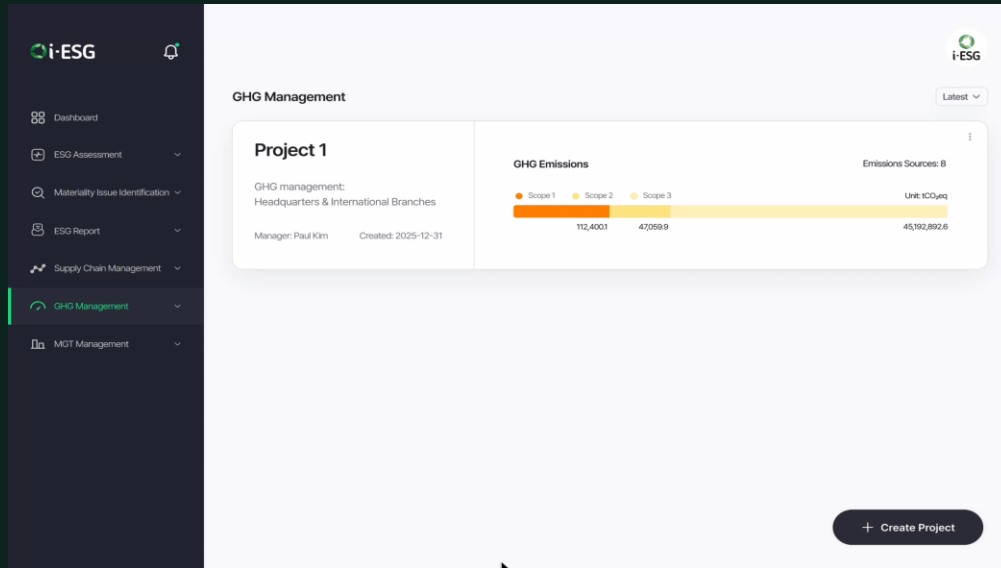 i-ESG
Dashboard
ESG Assessment
Materiality Issue Identification
ESG Report
Supply Chain Management
GHG Management
MGT Management
i-ESG
GHG Management
Latest
Project 1
GHG management:
Headquarters & International Branches
Manager: Paul Kim Created: 2025-12-31
GHG Emissions
Emissions Sources: 8
Scope 1 Scope 2 Scope 3
Unit: tCO₂eq
112,400.1 47,059.9 45,192,892.6
+ Create Project